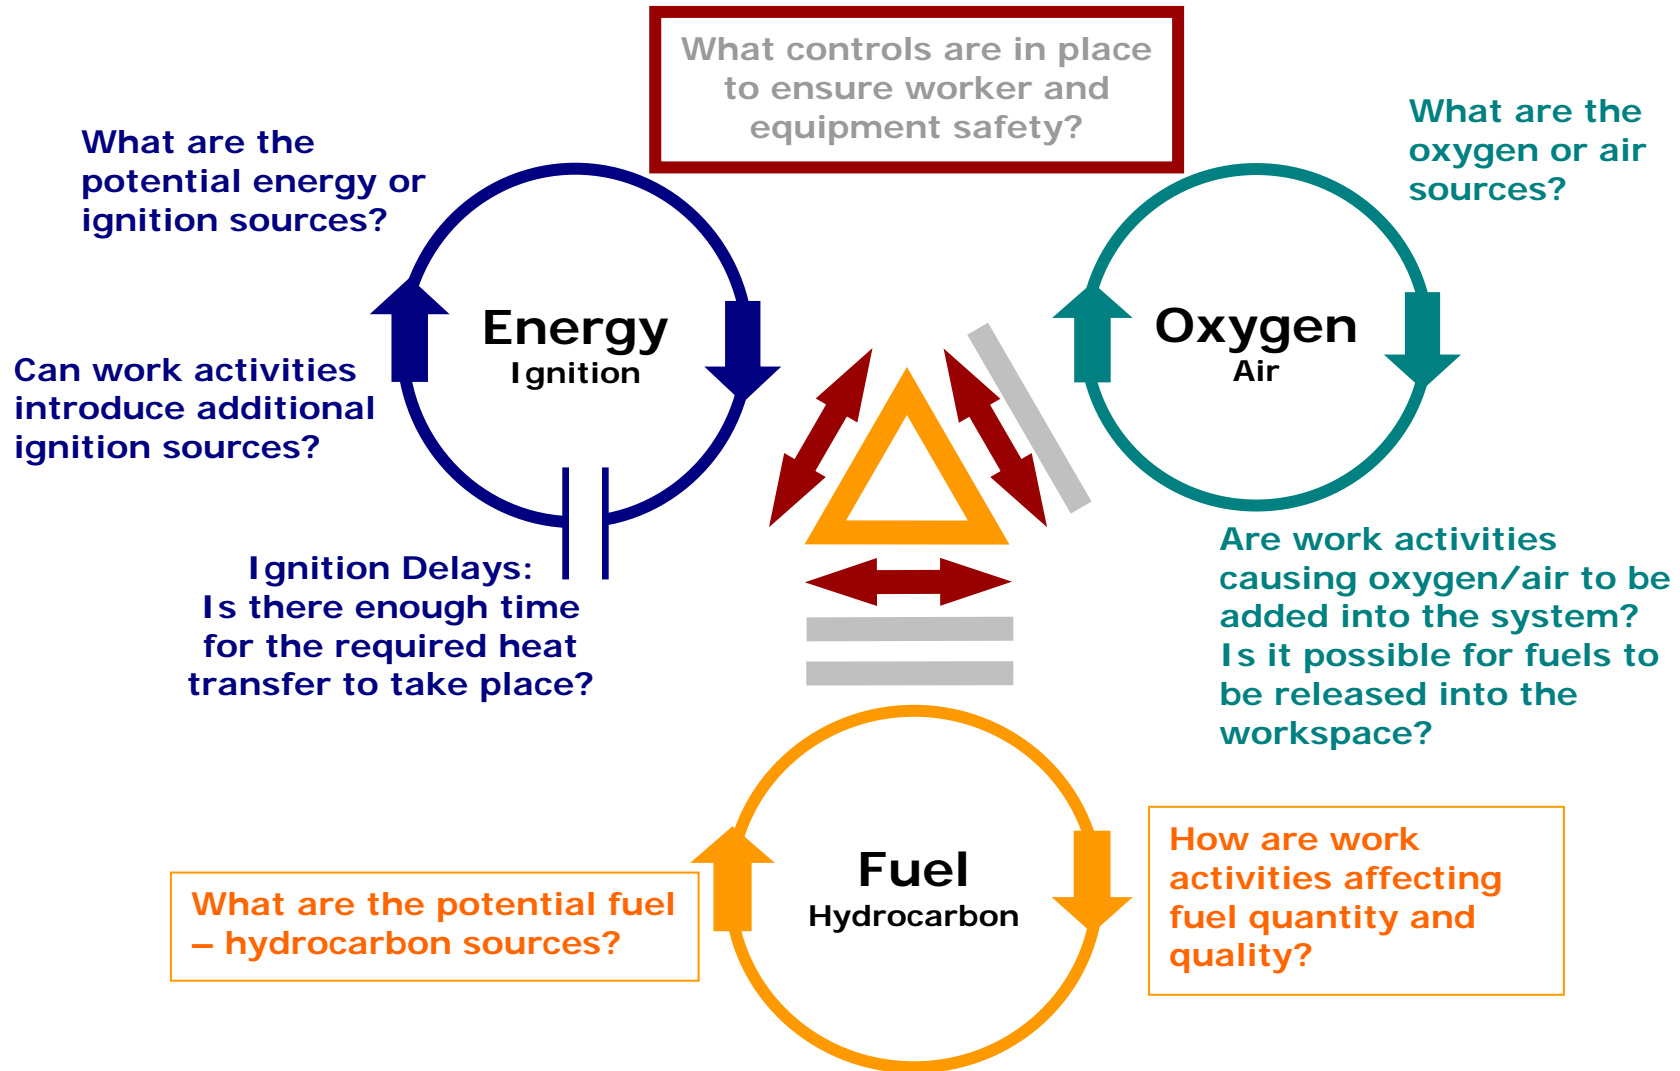 What controls are in place
to ensure worker and
equipment safety?
What are the
potential energy or
ignition sources?
What are the
oxygen or air
sources?
Energy
Ignition
Oxygen
Air
Can work activities
introduce additional
ignition sources?
Ignition Delays:
Is there enough time
for the required heat
transfer to take place?
Are work activities
causing oxygen/air to be
added into the system?
Is it possible for fuels to
be released into the
workspace?
Fuel
Hydrocarbon
What are the potential fuel
– hydrocarbon sources?
How are work
activities affecting
fuel quantity and
quality?